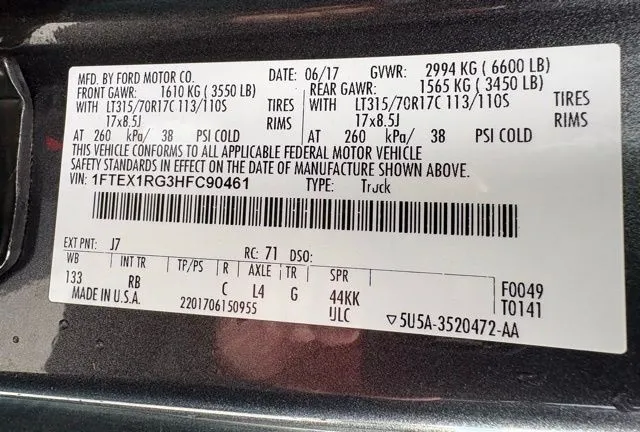 MFD. BY FORD MOTOR CO. DATE: 06/17 GVWR: 2994 KG ( 6600 LB)
FRONT GAWR: 1610 KG ( 3550 LB) REAR GAWR: 1565 KG ( 3450 LB)
WITH LT315/70R17C 113/110S TIRES WITH LT315/70R17C 113/110S TIRES
17x8.5J RIMS 17x8.5J RIMS
AT 260 kPa/ 38 PSI COLD AT 260 kPa/ 38 PSI COLD
THIS VEHICLE CONFORMS TO ALL APPLICABLE FEDERAL MOTOR VEHICLE
SAFETY STANDARDS IN EFFECT ON THE DATE OF MANUFACTURE SHOWN ABOVE.
VIN: 1FTEX1RG3HFC90461 TYPE: Truck
EXT PNT: J7 RC: 71 DSO:
WB INT TR TP/PS R AXLE TR SPR F0049
133 RB C L4 G 44KK T0141
MADE IN U.S.A. 2201706150955 IJLC ▽5U5A-3520472-AA